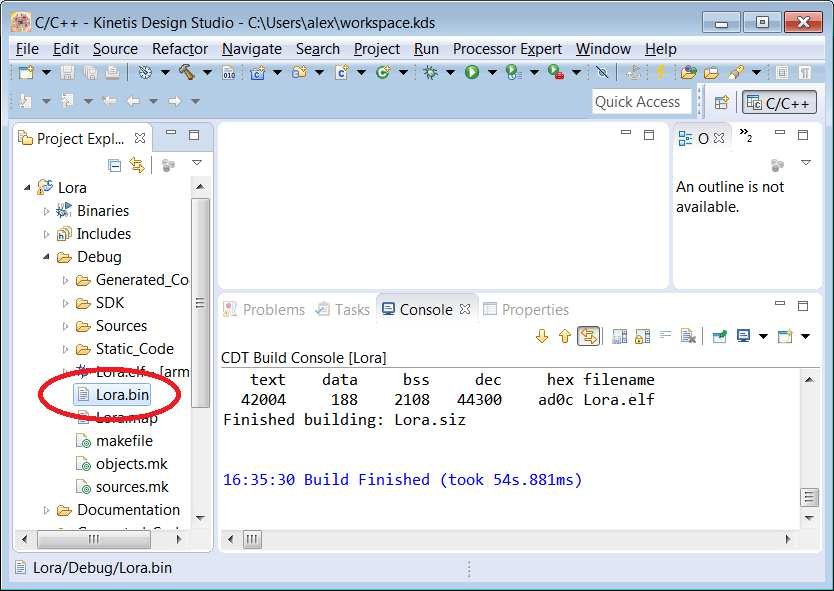 C/C++ - Kinetis Design Studio - C:\Users\alex\workspace.kds
File Edit Source Refactor Navigate Search Project Run Processor Expert Window Help
010
Quick Access
C/C++
Project Expl...
Lora
Binaries
Includes
Debug
Generated_Co
SDK
Sources
Static_Code
Lora.elf - [arm
Lora.bin
Lora.map
makefile
objects.mk
sources.mk
Documentation
O
»2
An outline is not
available.
Problems Tasks Console Properties
CDT Build Console [Lora]
text data bss dec hex filename
42004 188 2108 44300 ad0c Lora.elf
Finished building: Lora.siz
16:35:30 Build Finished (took 54s.881ms)
Lora/Debug/Lora.bin